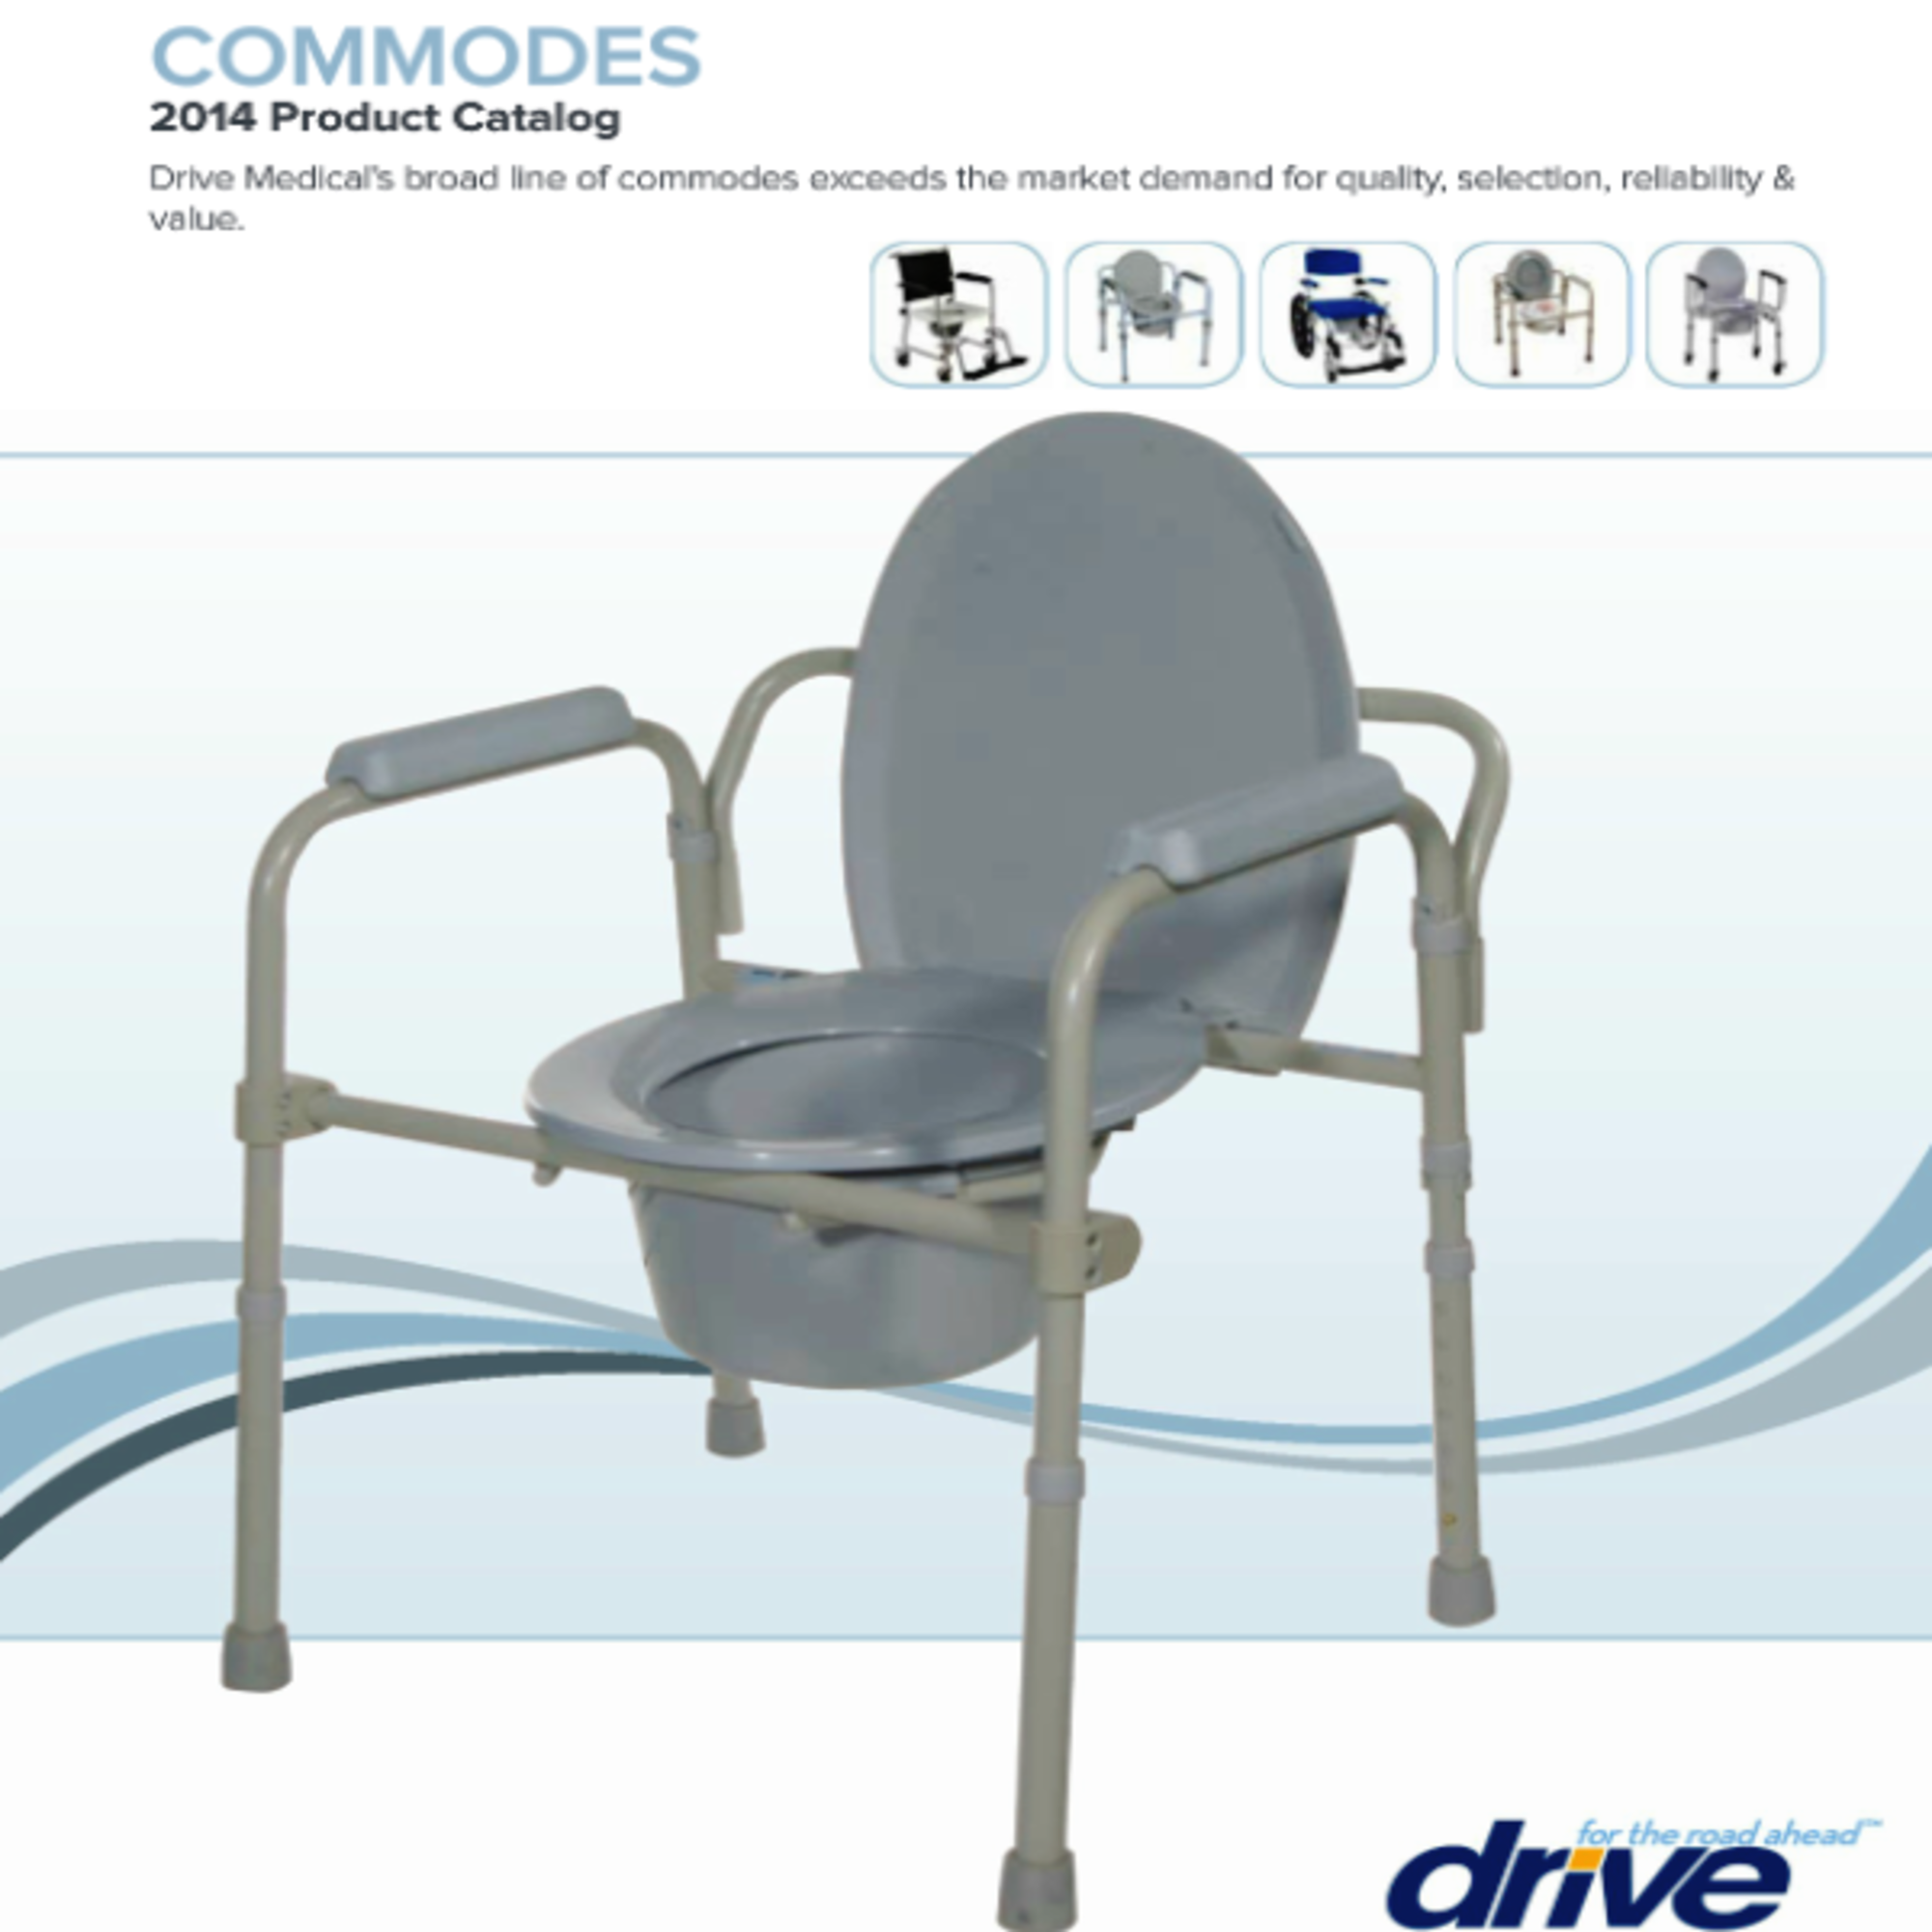 COMMODES
2014 Product Catalog
Drive Medical's broad line of commodes exceeds the market demand for quality, selection, reliability &
value.
for the road ahead™
drive